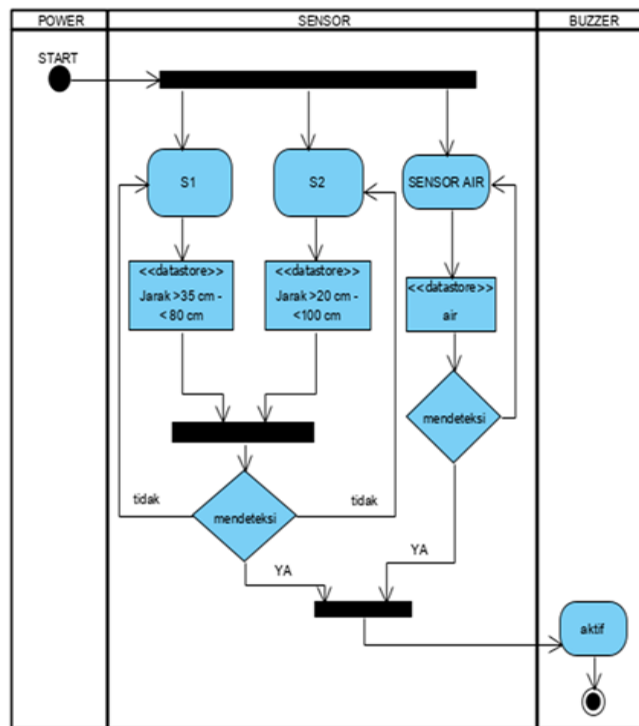 POWER
SENSOR
BUZZER
START
S1
S2
SENSOR AIR
<<datastore>>
Jarak >35 cm -
< 80 cm
<<datastore>>
Jarak >20 cm -
<100 cm
<<datastore>>
air
mendeteksi
tidak
mendeteksi
tidak
YA
YA
aktif